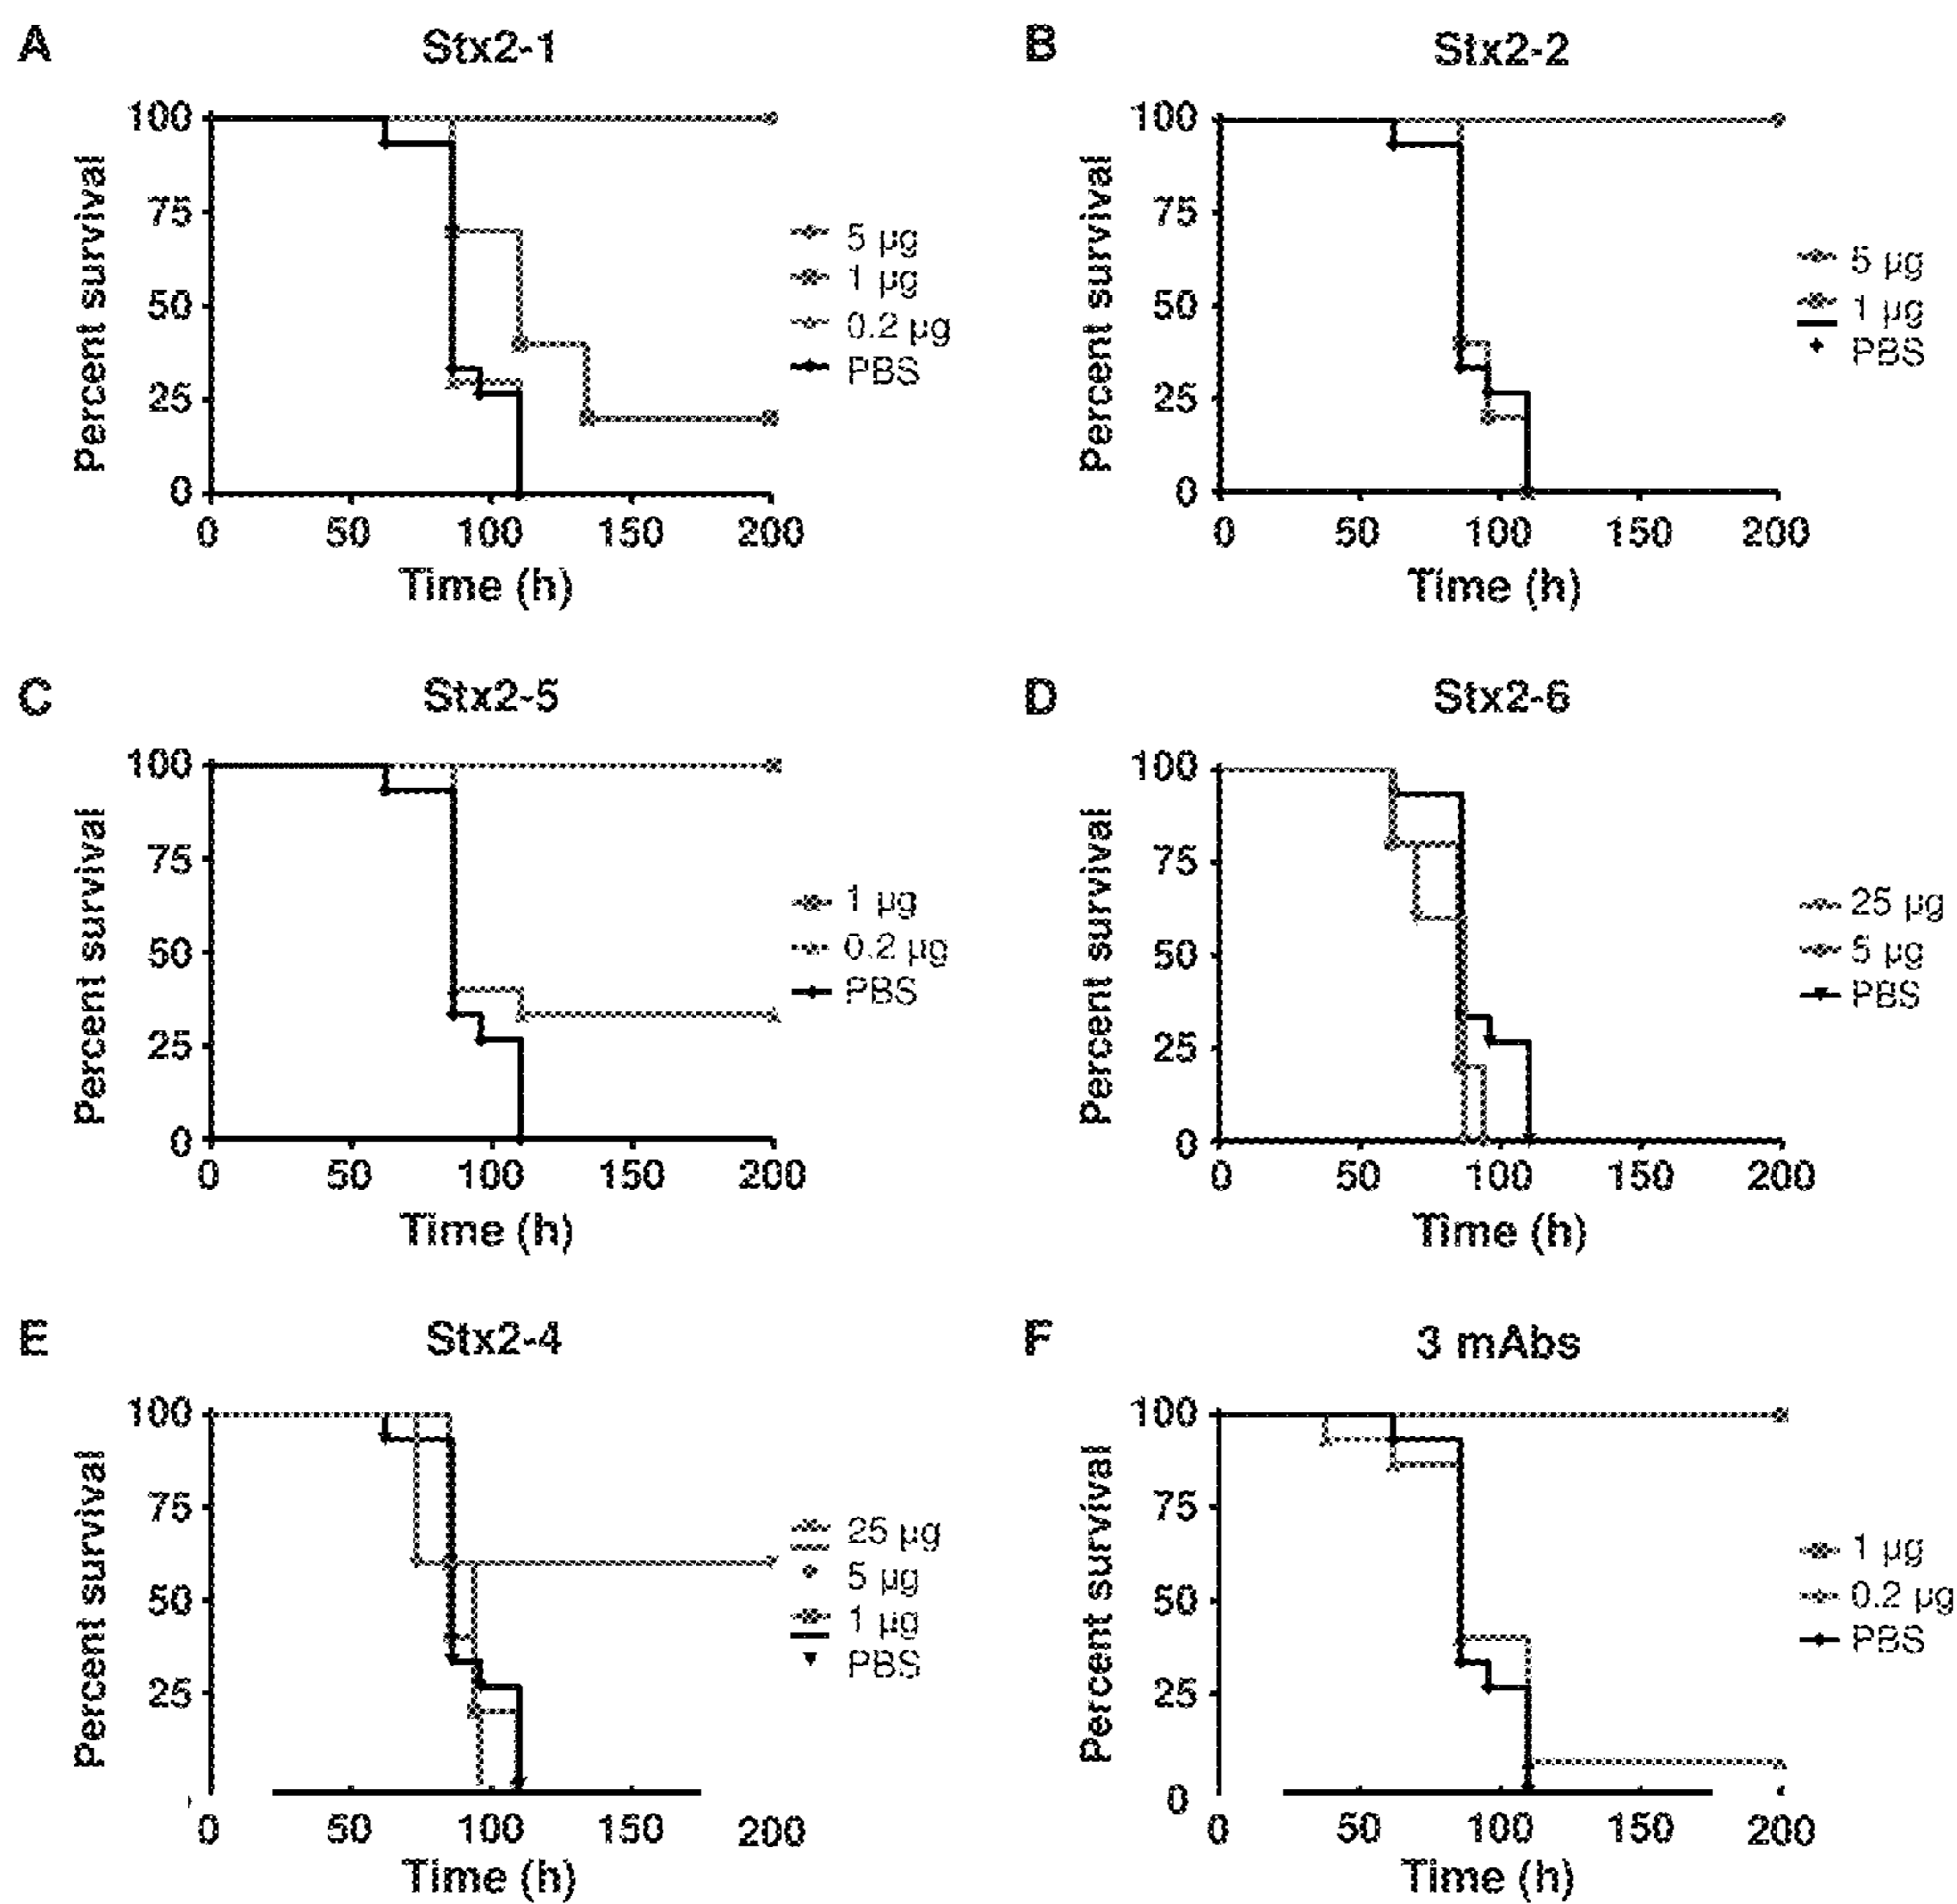 A
Stx2-1
Percent survival
100
75
50
25
0
0 50 100 150 200
Time (h)
5 µg
1 µg
0.2 µg
PBS
B
Stx2-2
Percent survival
100
75
50
25
0
0 50 100 150 200
Time (h)
5 µg
1 µg
PBS
C
Stx2-5
Percent survival
100
75
50
25
0
0 50 100 150 200
Time (h)
1 µg
0.2 µg
PBS
D
Stx2-6
Percent survival
100
75
50
25
0
0 50 100 150 200
Time (h)
25 µg
5 µg
PBS
E
Stx2-4
Percent survival
100
75
50
25
0 50 100 150 200
Time (h)
25 µg
5 µg
1 µg
PBS
F
3 mAbs
Percent survival
100
75
50
25
0
0 50 100 150 200
Time (h)
1 µg
0.2 µg
PBS